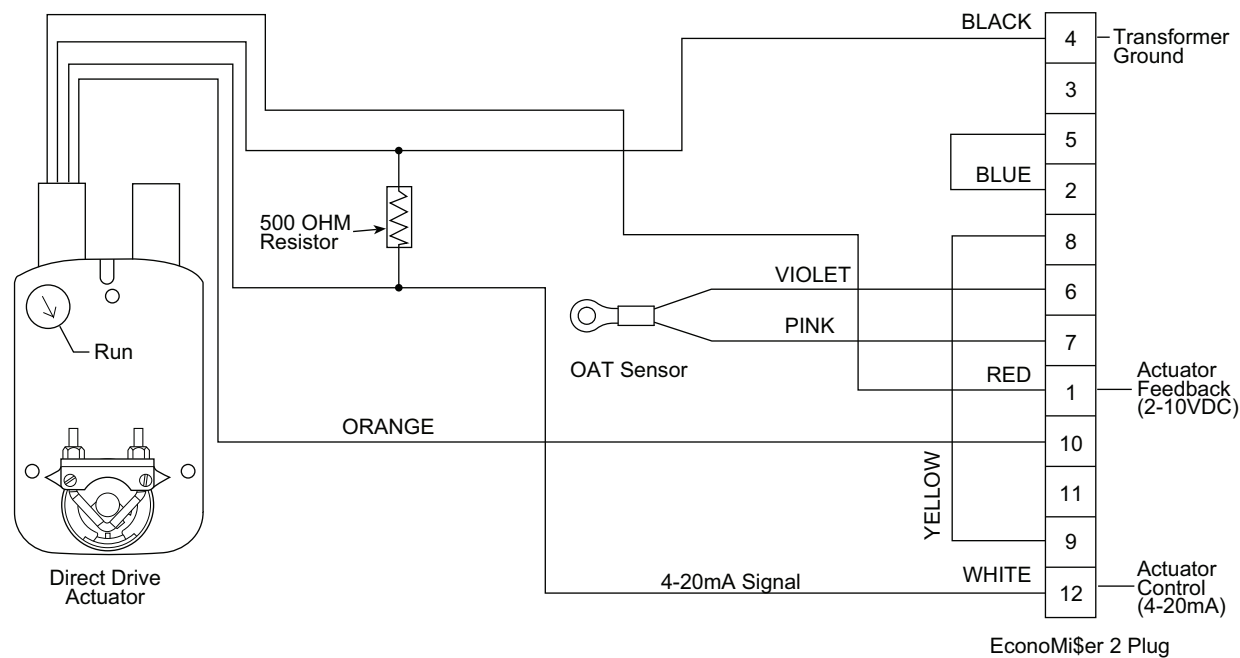 BLACK
4
Transformer
Ground
3
5
BLUE
2
500 OHM
Resistor
8
VIOLET
6
PINK
7
Run
OAT Sensor
RED
1
Actuator
Feedback
(2-10VDC)
ORANGE
10
YELLOW
11
9
Direct Drive
Actuator
4-20mA Signal
WHITE
12
Actuator
Control
(4-20mA)
EconoMi$er 2 Plug